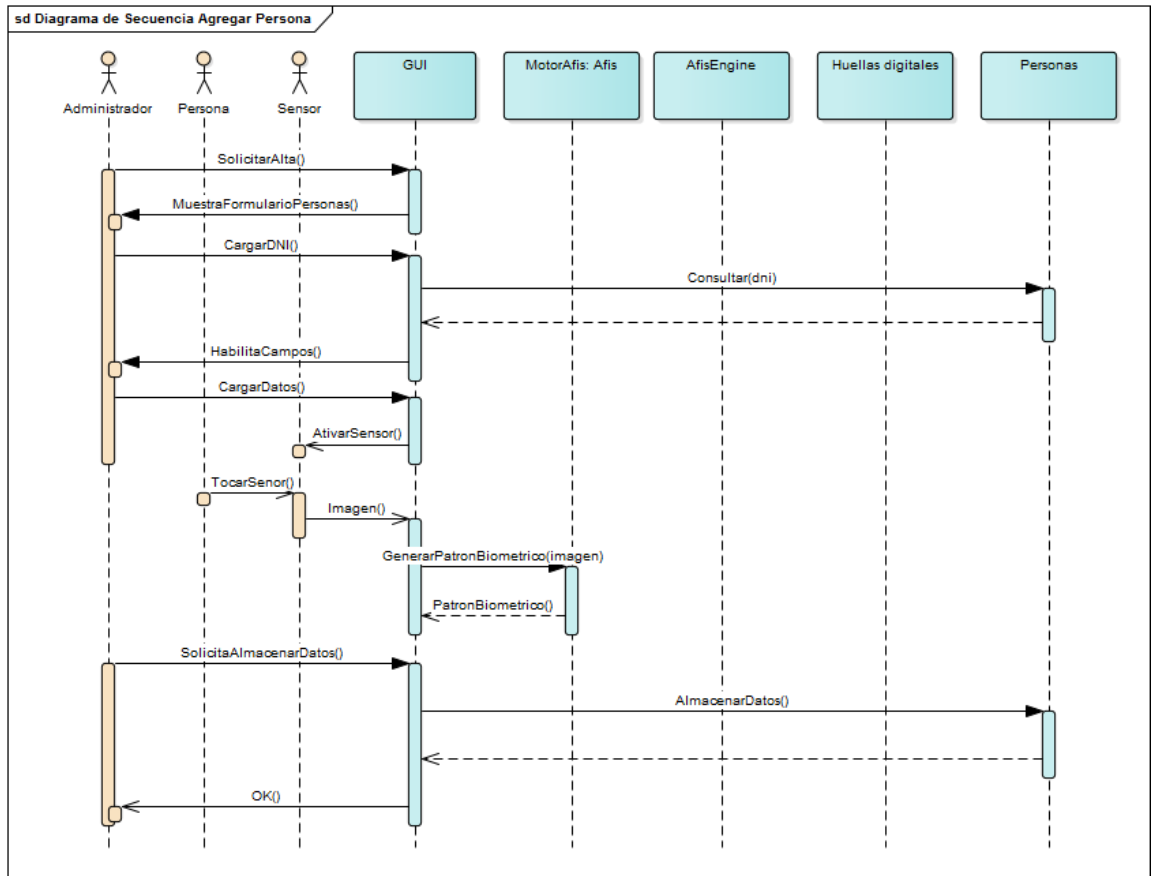 sd Diagrama de Secuencia Agregar Persona
Administrador
Persona
Sensor
GUI
MotorAfis: Afis
AfisEngine
Huellas digitales
Personas
SolicitarAlta()
MuestraFormularioPersonas()
CargarDNI()
Consultar(dni)
HabilitaCampos()
CargarDatos()
AtivarSensor()
TocarSenor()
Imagen()
GenerarPatronBiometrico(imagen)
PatronBiometrico()
SolicitaAlmacenarDatos()
AlmacenarDatos()
OK()